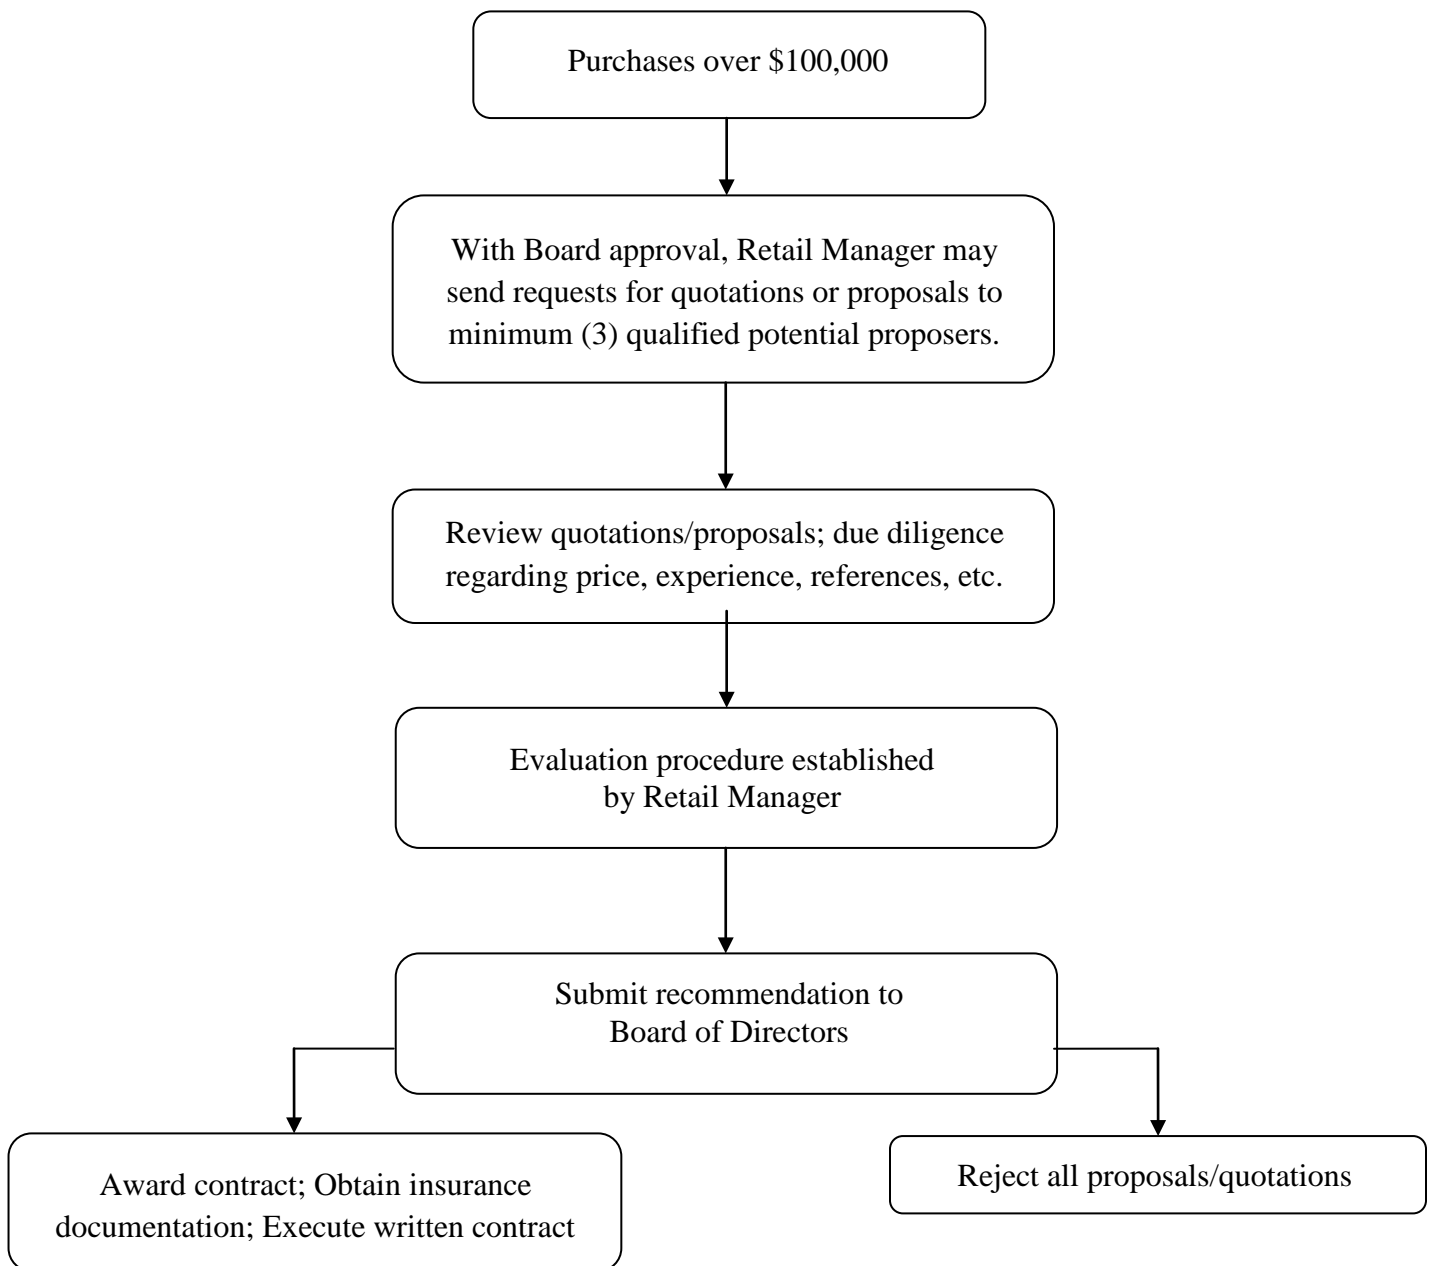 Purchases over $100,000
With Board approval, Retail Manager may
send requests for quotations or proposals to
minimum (3) qualified potential proposers.
Review quotations/proposals; due diligence
regarding price, experience, references, etc.
Evaluation procedure established
by Retail Manager
Submit recommendation to
Board of Directors
Award contract; Obtain insurance
documentation; Execute written contract
Reject all proposals/quotations